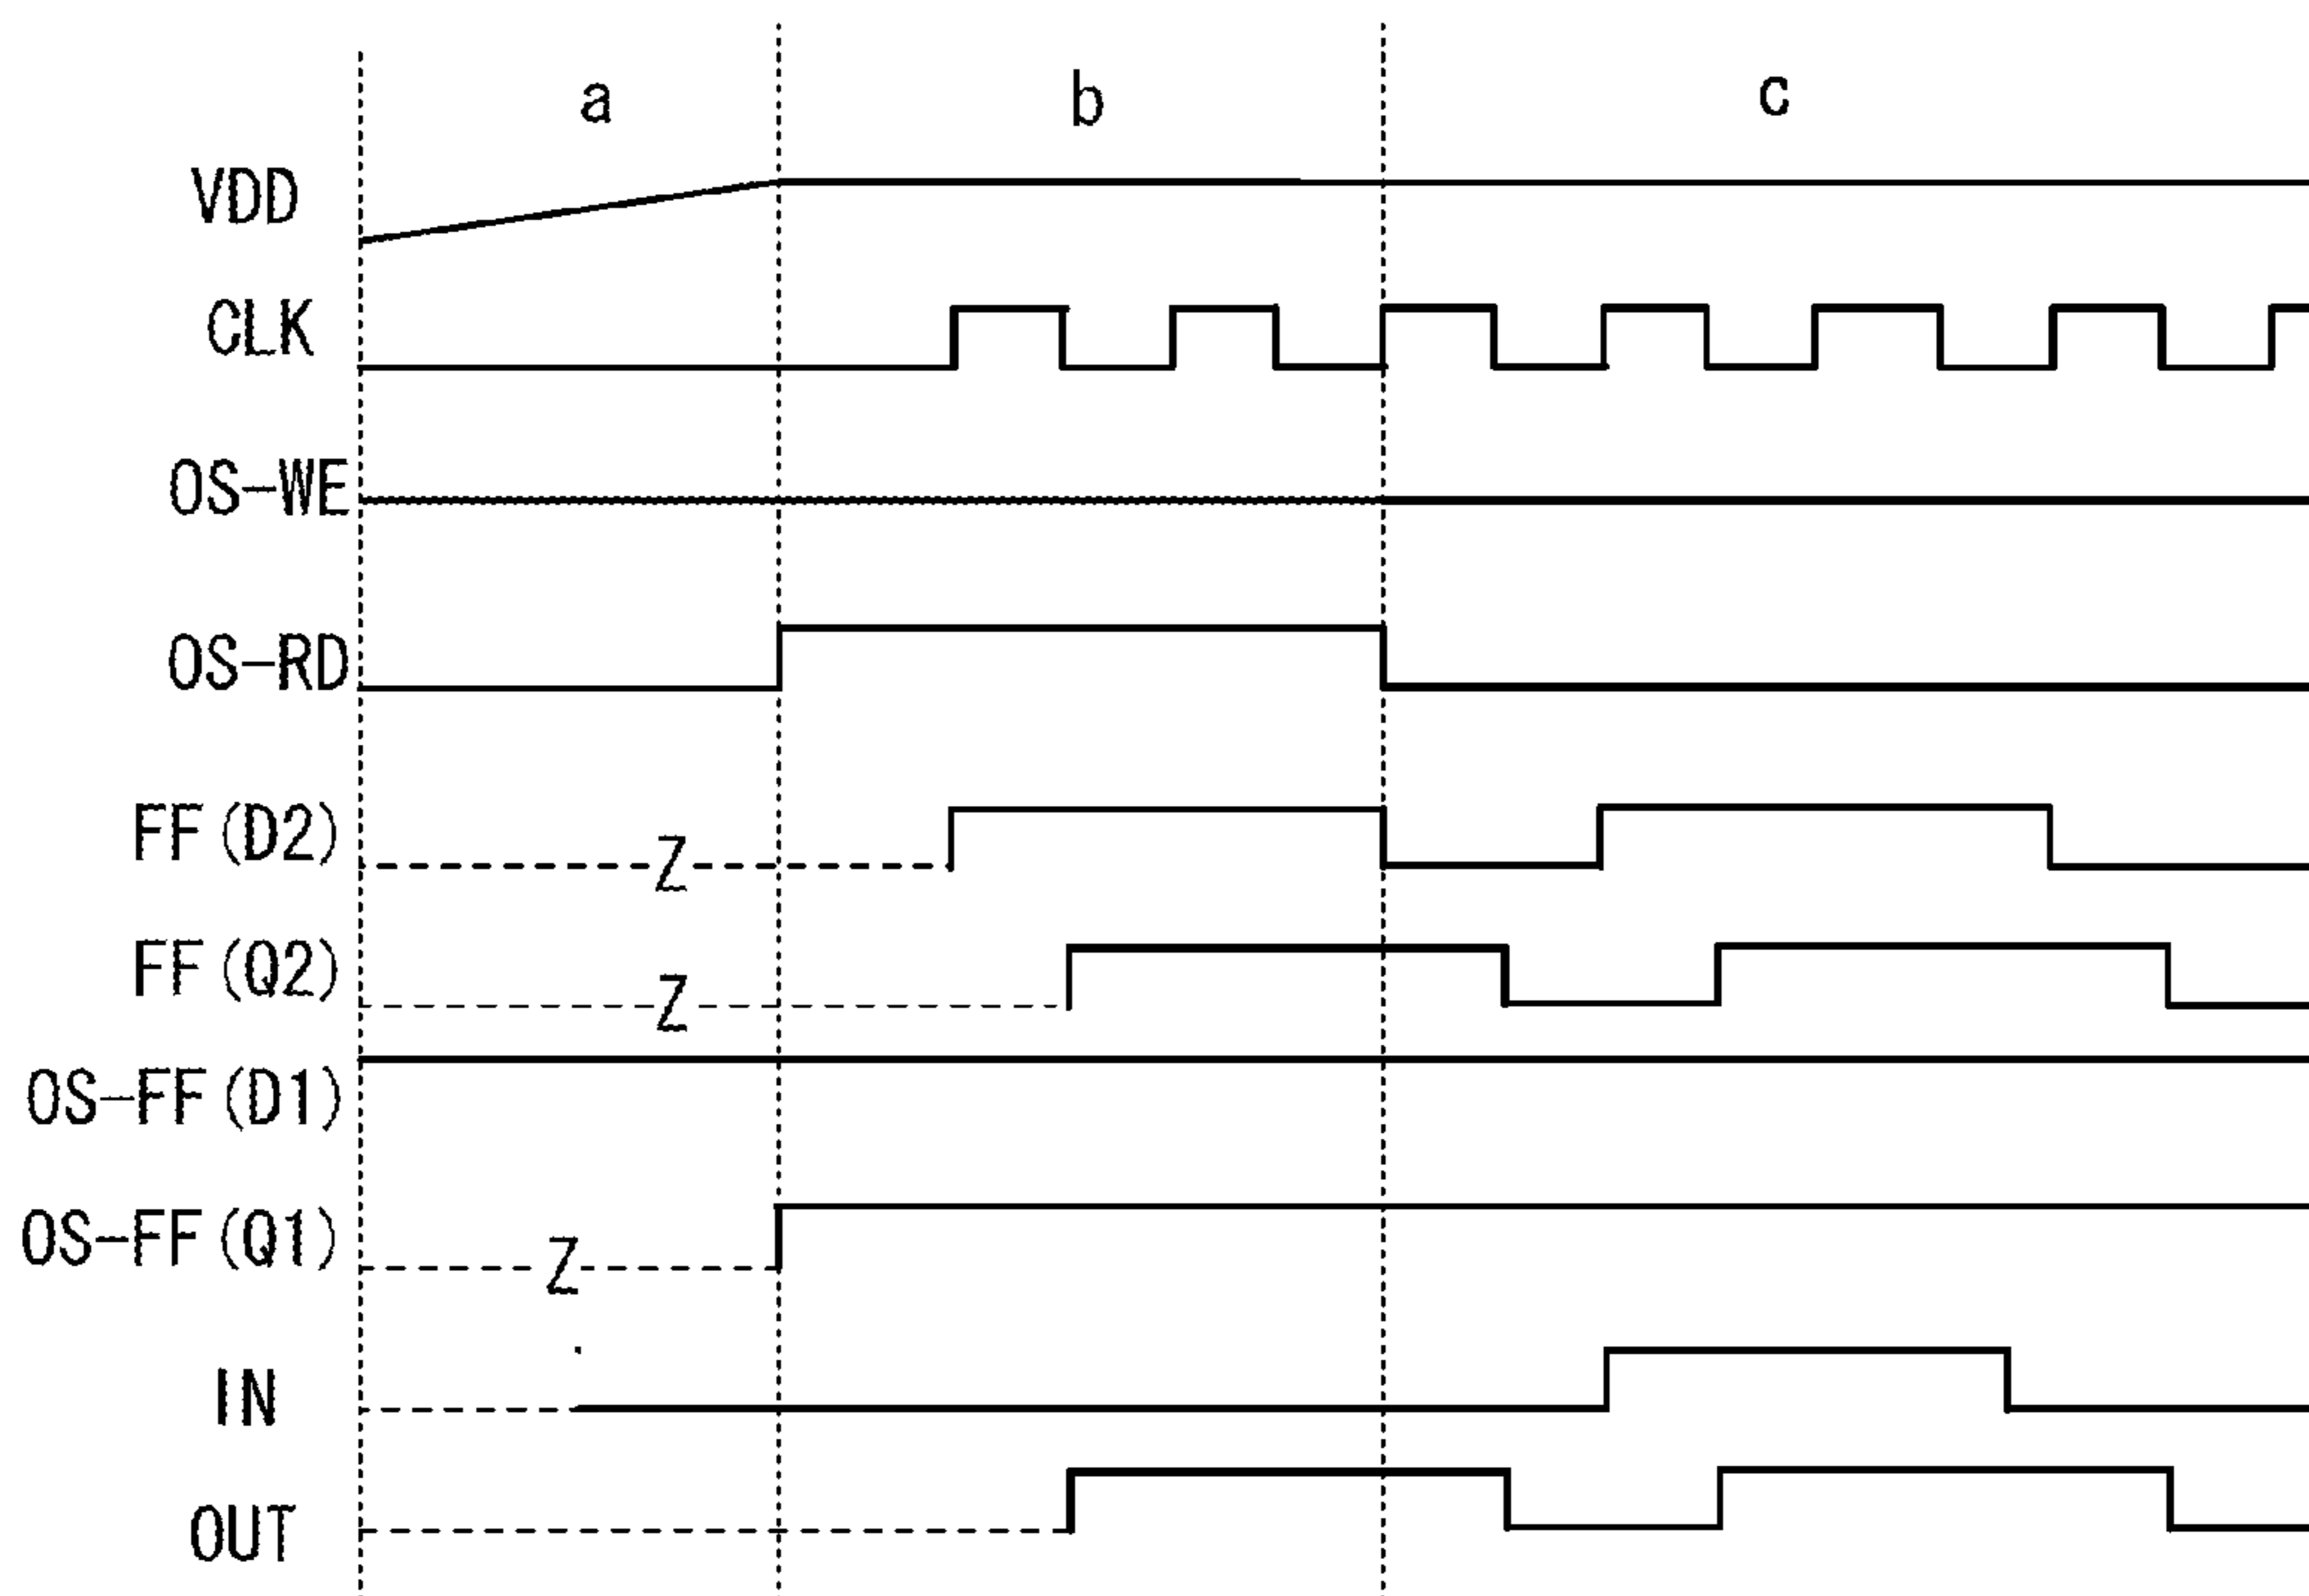 a b c
VDD
CLK
OS-WE
OS-RD
FF(D2) Z
FF(Q2) Z
OS-FF(D1)
OS-FF(Q1) Z
IN
OUT